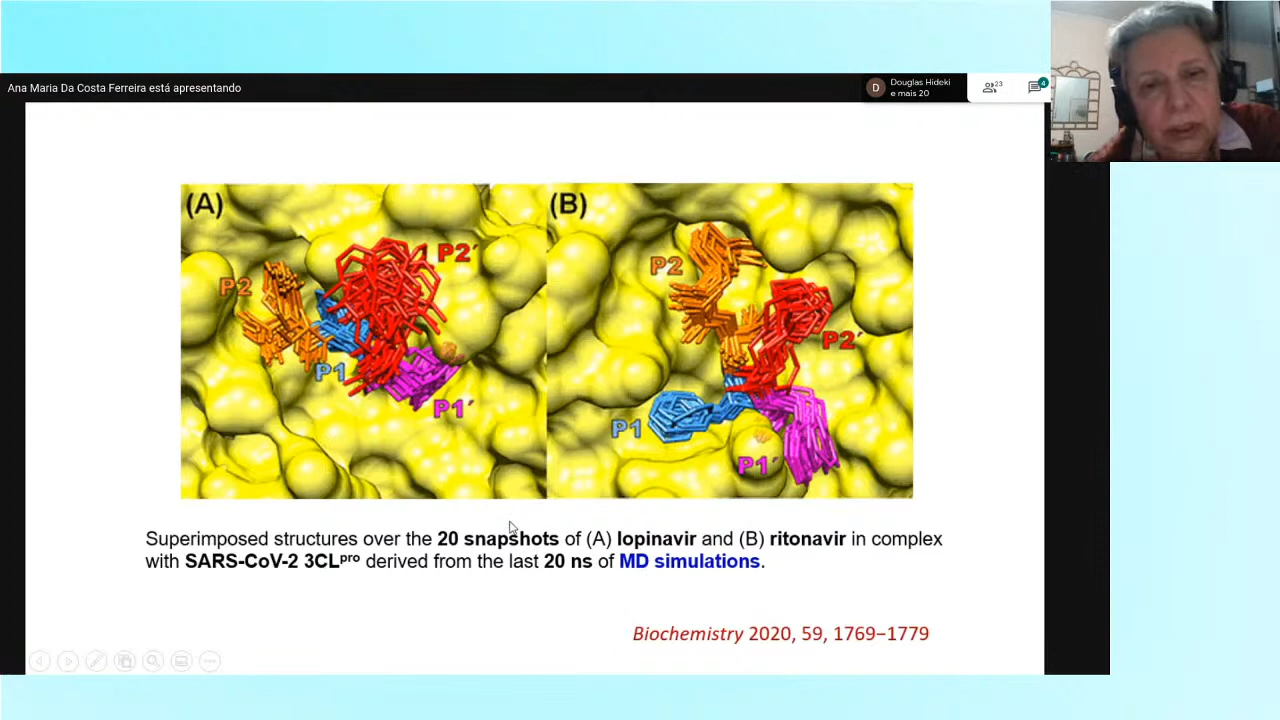 Ana Maria Da Costa Ferreira está apresentando
D
Douglas Hideki
e mais 20
23
4
(A)
P2´
P2
P1
P1´
(B)
P2
P2´
P1
P1´
Superimposed structures over the 20 snapshots of (A) lopinavir and (B) ritonavir in complex
with SARS-CoV-2 3CLᵖʳᵒ derived from the last 20 ns of MD simulations.
Biochemistry 2020, 59, 1769−1779